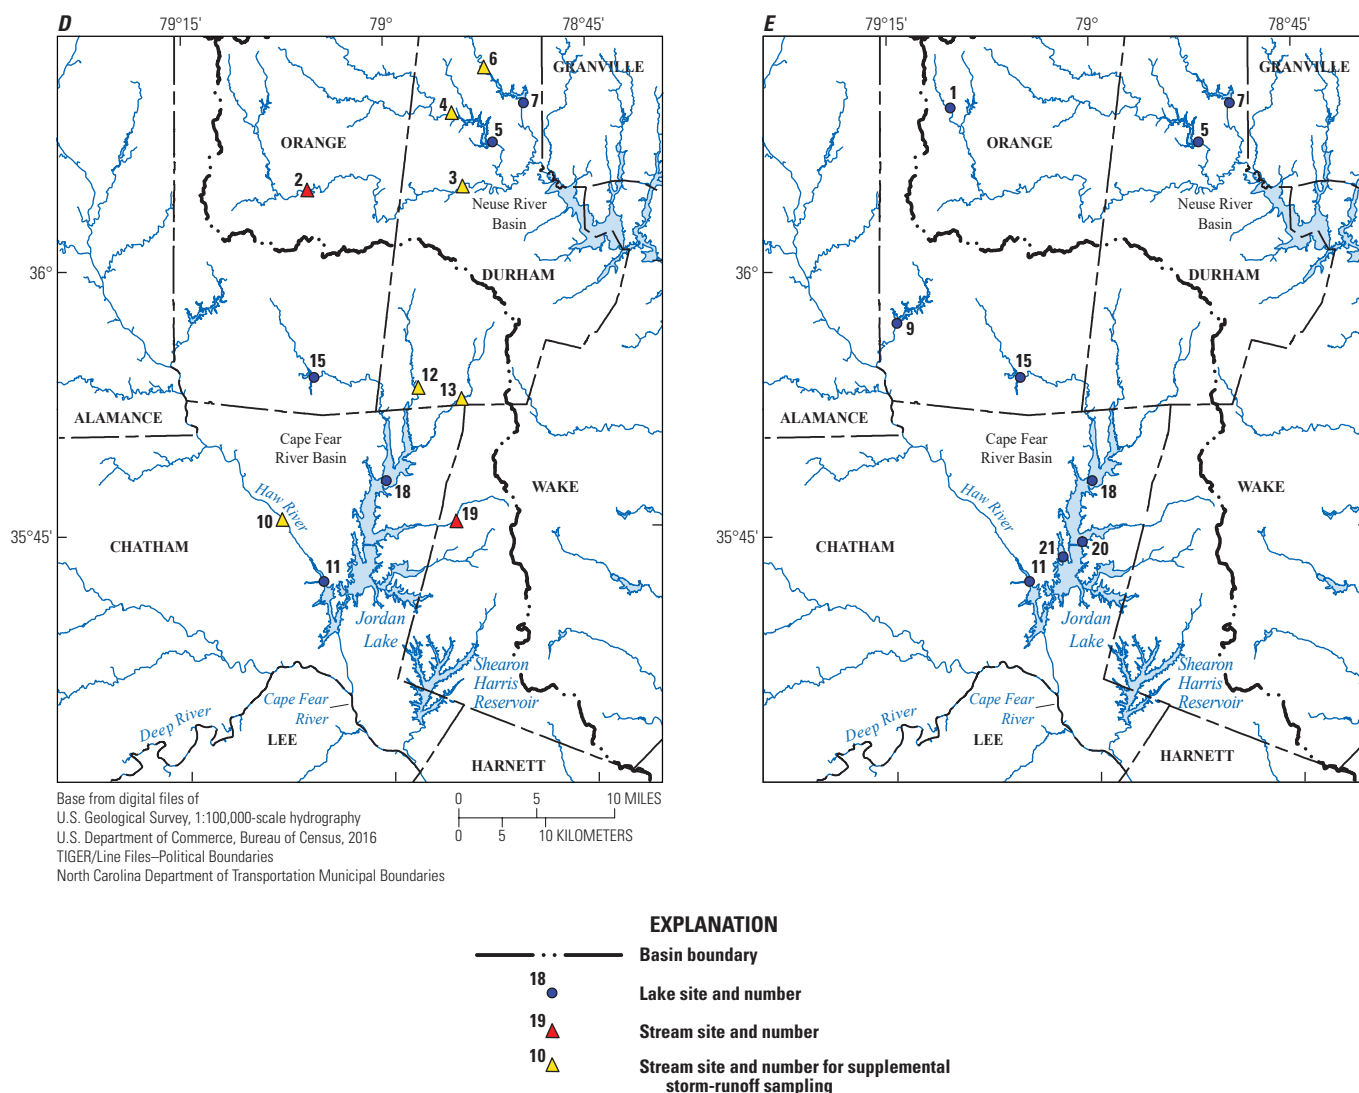 D
79°15'
79°
78°45'
6
GRANVILLE
4
7
5
ORANGE
2
3
Neuse River
Basin
36°
DURHAM
15
12
13
ALAMANCE
Cape Fear
River Basin
Haw River
18
WAKE
10
19
35°45'
CHATHAM
11
Jordan
Lake
Shearon
Harris
Reservoir
Cape Fear
River
Deep River
LEE
HARNETT
79°15'
79°
78°45'
Base from digital files of
U.S. Geological Survey, 1:100,000-scale hydrography
U.S. Department of Commerce, Bureau of Census, 2016
TIGER/Line Files–Political Boundaries
North Carolina Department of Transportation Municipal Boundaries
0 5 10 MILES
0 5 10 KILOMETERS
E
GRANVILLE
1
7
5
ORANGE
Neuse River
Basin
36°
DURHAM
9
15
ALAMANCE
Cape Fear
River Basin
Haw River
18
WAKE
35°45'
CHATHAM
21
20
11
Jordan
Lake
Shearon
Harris
Reservoir
Cape Fear
River
Deep River
LEE
HARNETT
EXPLANATION
Basin boundary
18
Lake site and number
19
Stream site and number
10
Stream site and number for supplemental
storm-runoff sampling